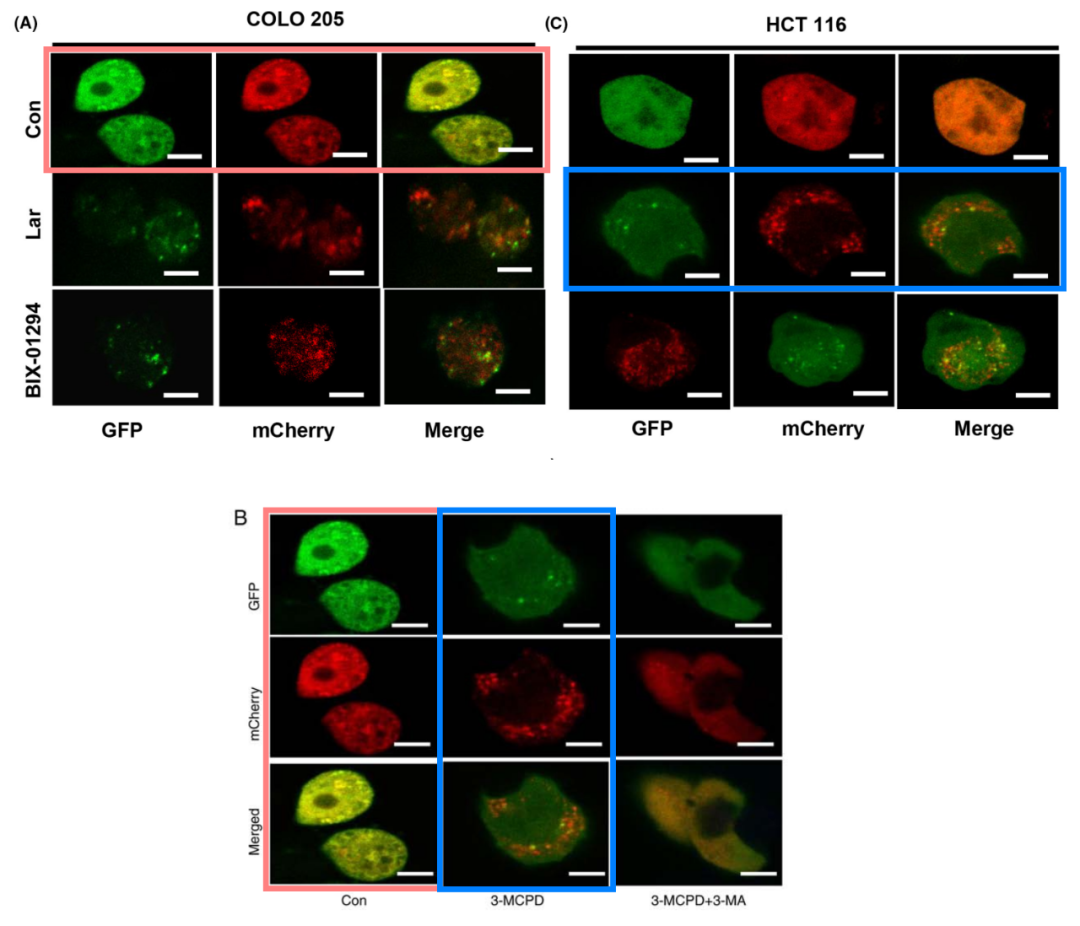 (A)
COLO 205
(C)
HCT 116
Con
Lar
BIX-01294
GFP
mCherry
Merge
GFP
mCherry
Merge
B
GFP
mCherry
Merged
Con
3-MCPD
3-MCPD+3-MA